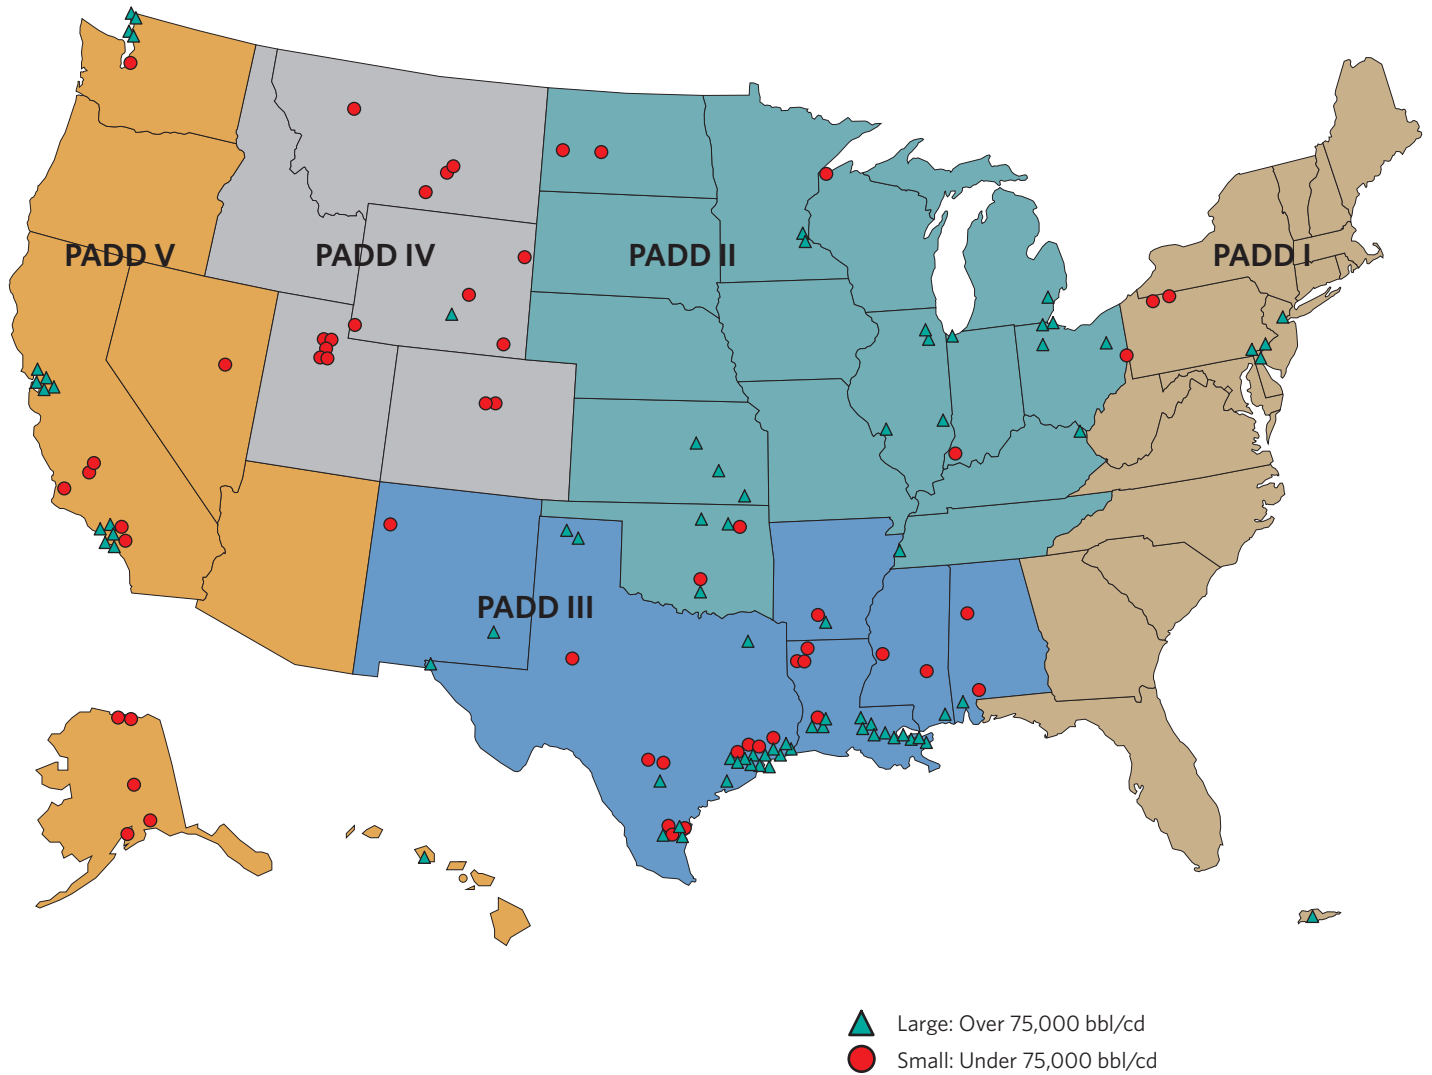 PADD V
PADD IV
PADD II
PADD I
PADD III
Large: Over 75,000 bbl/cd
Small: Under 75,000 bbl/cd